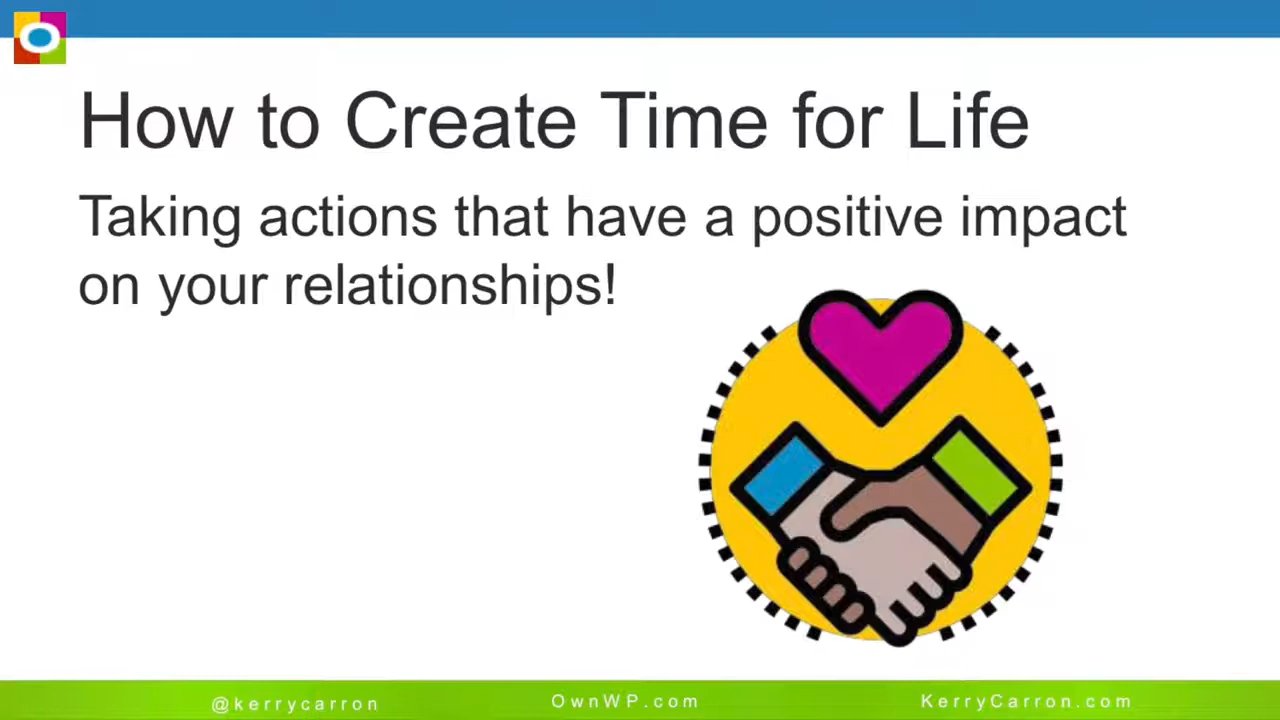 How to Create Time for Life
Taking actions that have a positive impact
on your relationships!
@kerrycarron
OwnWP.com
KerryCarron.com